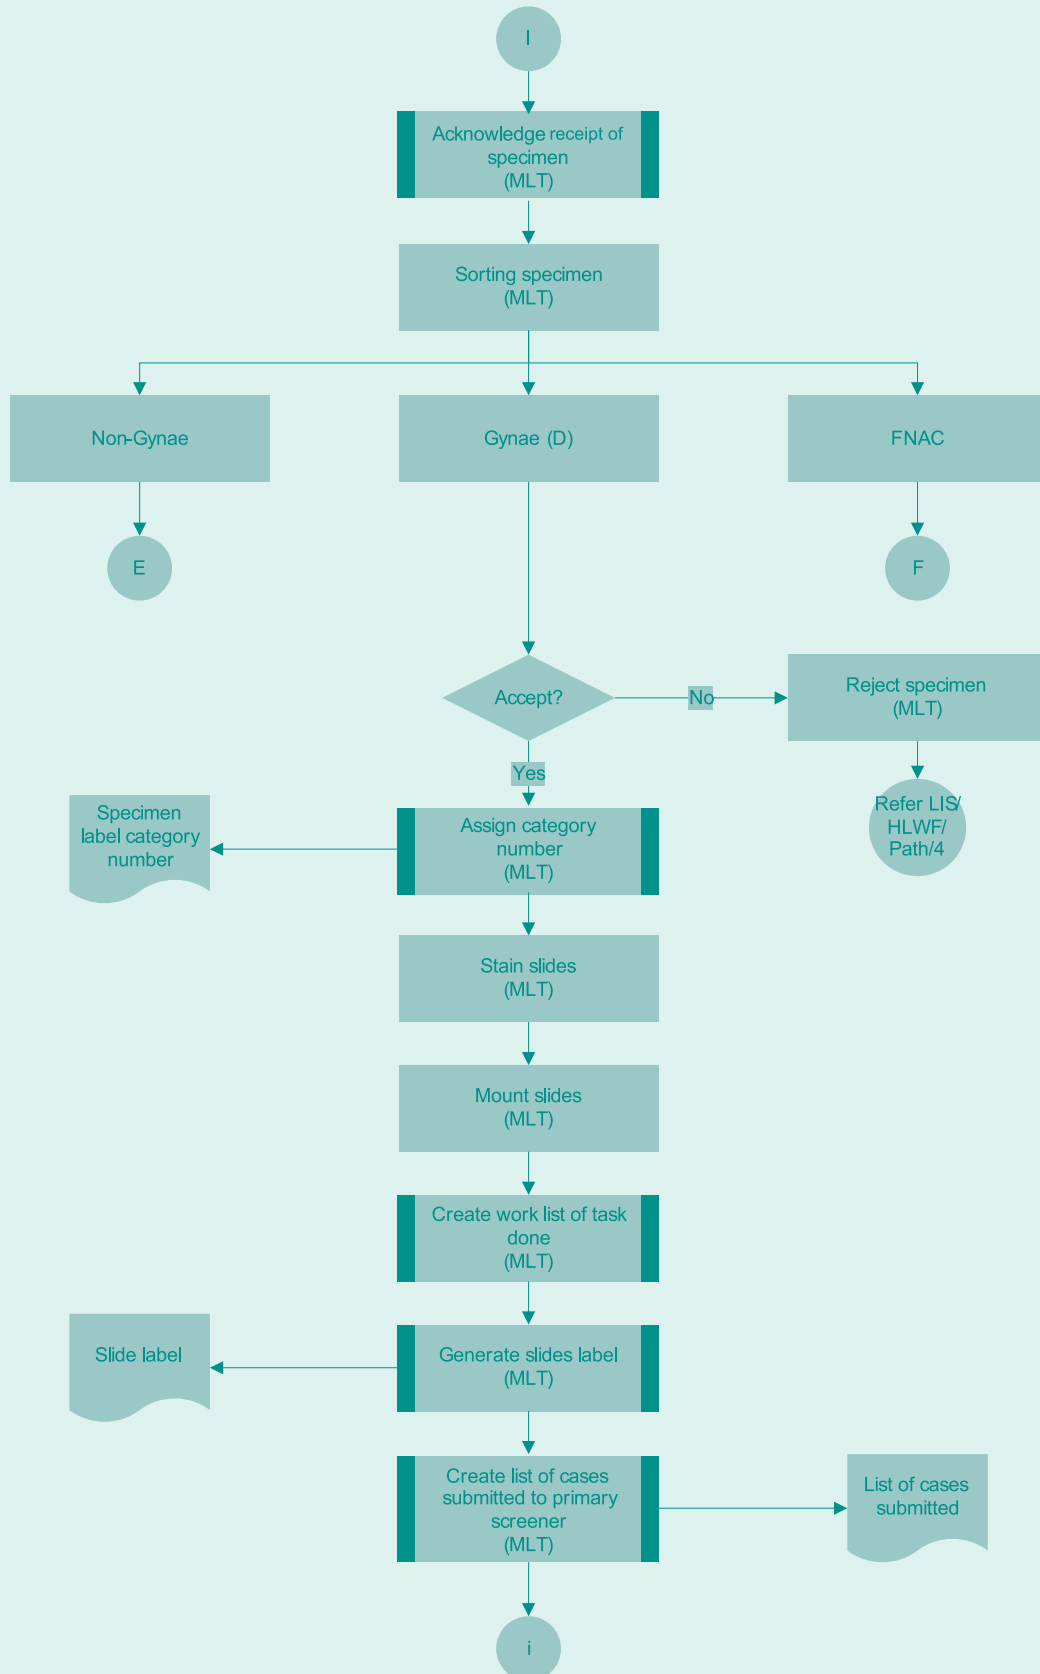 I
Acknowledge receipt of
specimen
(MLT)
Sorting specimen
(MLT)
Non-Gynae
Gynae (D)
FNAC
E
F
Accept?
No
Reject specimen
(MLT)
Yes
Refer LIS/
HLWF/
Path/4
Specimen
label category
number
Assign category
number
(MLT)
Stain slides
(MLT)
Mount slides
(MLT)
Create work list of task
done
(MLT)
Slide label
Generate slides label
(MLT)
Create list of cases
submitted to primary
screener
(MLT)
List of cases
submitted
i